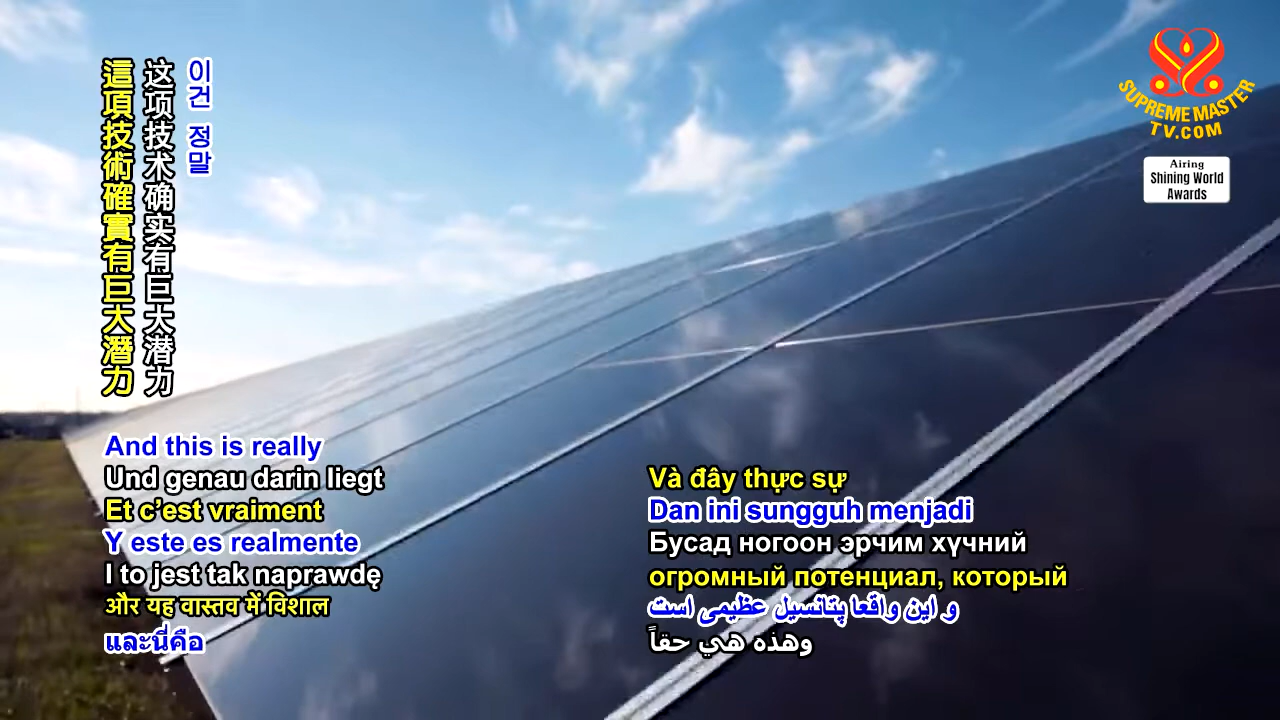 這項技術確實有巨大潛力
这项技术确实有巨大潜力
이건 정말
SUPREME MASTER
TV.COM
Airing
Shining World
Awards
And this is really
Und genau darin liegt
Et c’est vraiment
Y este es realmente
I to jest tak naprawdę
और यह वास्तव में विशाल
และนี่คือ
Và đây thực sự
Dan ini sungguh menjadi
Бусад ногоон эрчим хүчний
огромный потенциал, который
و این واقعا پتانسیل عظیمی است
وهذه هي حقاً